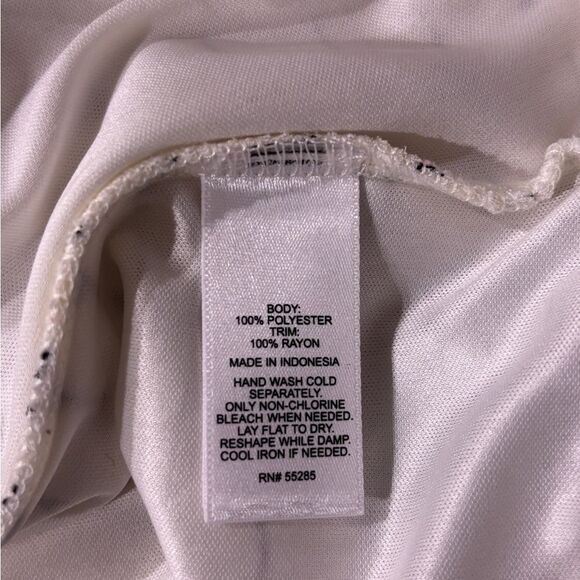 BODY:
100% POLYESTER
TRIM:
100% RAYON
MADE IN INDONESIA
HAND WASH COLD
SEPARATELY.
ONLY NON-CHLORINE
BLEACH WHEN NEEDED.
LAY FLAT TO DRY.
RESHAPE WHILE DAMP.
COOL IRON IF NEEDED.
RN# 55285